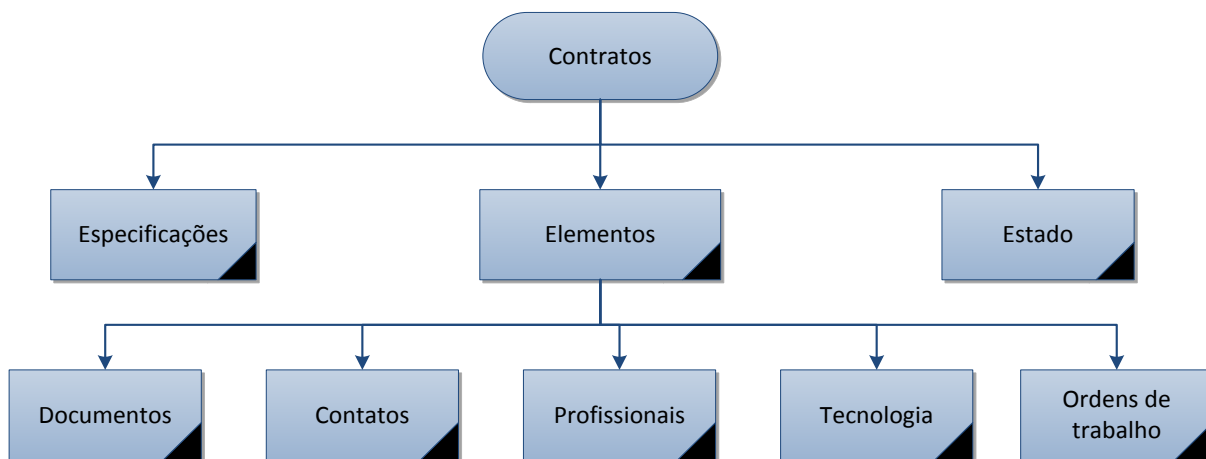 Contratos
Especificações
Elementos
Estado
Documentos
Contatos
Profissionais
Tecnologia
Ordens de
trabalho